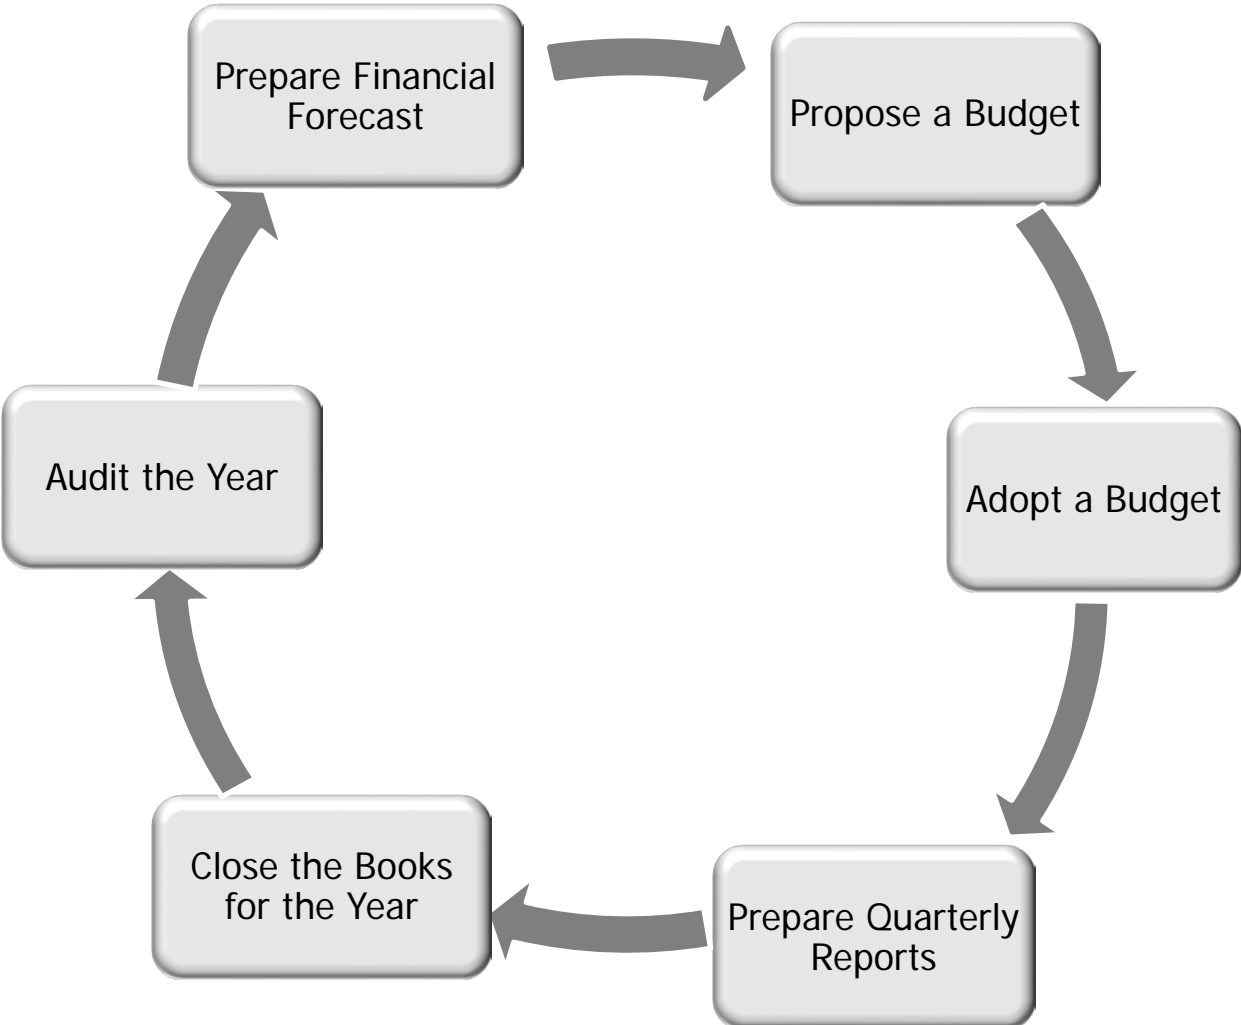 Prepare Financial
Forecast
Propose a Budget
Adopt a Budget
Prepare Quarterly
Reports
Close the Books
for the Year
Audit the Year